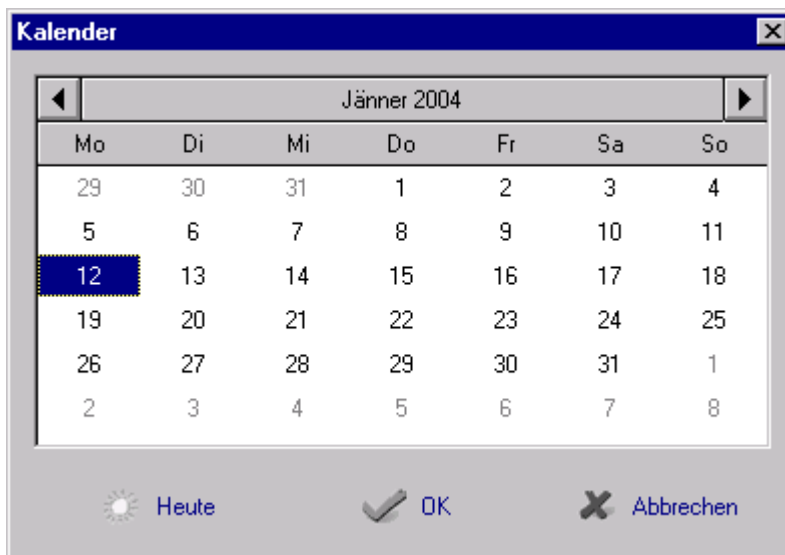 Kalender
Jänner 2004
Mo Di Mi Do Fr Sa So
29 30 31 1 2 3 4
5 6 7 8 9 10 11
12 13 14 15 16 17 18
19 20 21 22 23 24 25
26 27 28 29 30 31 1
2 3 4 5 6 7 8
Heute OK Abbrechen